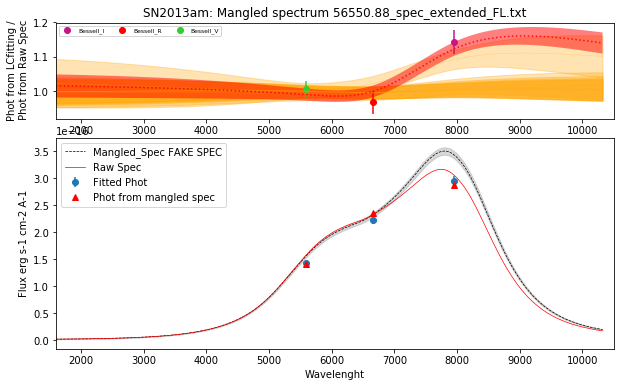 SN2013am: Mangled spectrum 56550.88_spec_extended_FL.txt
Phot from LCfitting /
Phot from Raw Spec
1.2
1.1
1.0
Bessell_I
Bessell_R
Bessell_V
2000 3000 4000 5000 6000 7000 8000 9000 10000
Flux erg s-1 cm-2 A-1
3.5
3.0
2.5
2.0
1.5
1.0
0.5
0.0
Mangled_Spec FAKE SPEC
Raw Spec
Fitted Phot
Phot from mangled spec
2000 3000 4000 5000 6000 7000 8000 9000 10000
Wavelenght